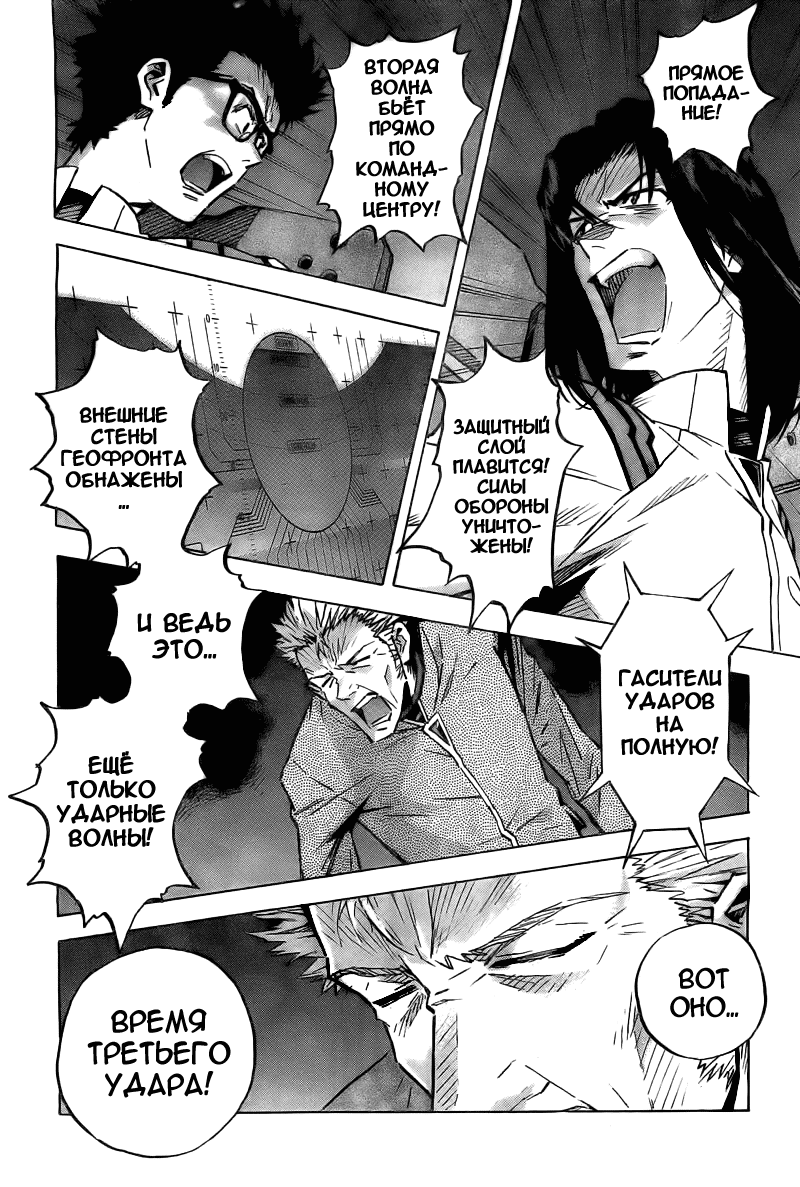 ПРЯМОЕ
ПОПАДА-
НИЕ!
ВТОРАЯ
ВОЛНА
БЬЁТ
ПРЯМО
ПО
КОМАНД-
НОМУ
ЦЕНТРУ!
ЗАЩИТНЫЙ
СЛОЙ
ПЛАВИТСЯ!
СИЛЫ
ОБОРОНЫ
УНИЧТО-
ЖЕНЫ!
ВНЕШНИЕ
СТЕНЫ
ГЕОФРОНТА
ОБНАЖЕНЫ
...
ГАСИТЕЛИ
УДАРОВ
НА
ПОЛНУЮ!
И ВЕДЬ
ЭТО...
ЕЩЁ
ТОЛЬКО
УДАРНЫЕ
ВОЛНЫ!
ВОТ
ОНО...
ВРЕМЯ
ТРЕТЬЕГО
УДАРА!